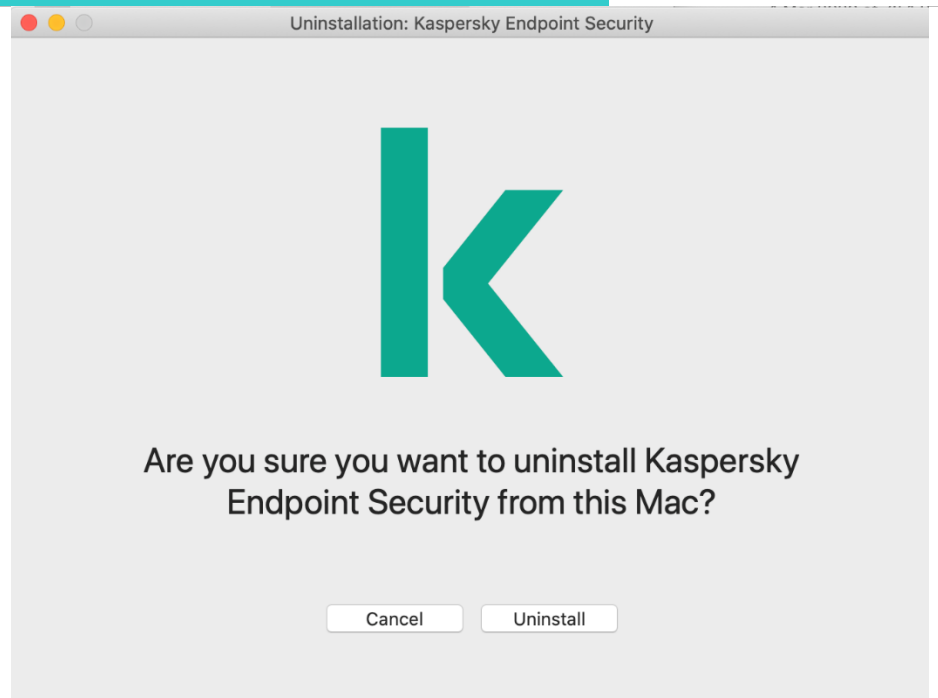 Uninstallation: Kaspersky Endpoint Security
Are you sure you want to uninstall Kaspersky
Endpoint Security from this Mac?
Cancel
Uninstall